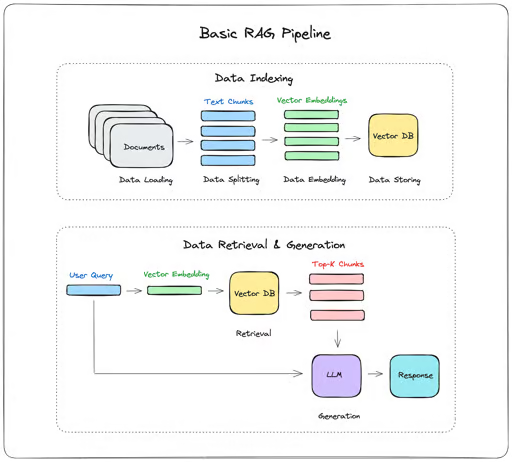 Basic RAG Pipeline
Data Indexing
Text Chunks
Vector Embeddings
Documents
Vector DB
Data Loading
Data Splitting
Data Embedding
Data Storing
Data Retrieval & Generation
Top-K Chunks
User Query
Vector Embedding
Vector DB
Retrieval
LLM
Response
Generation